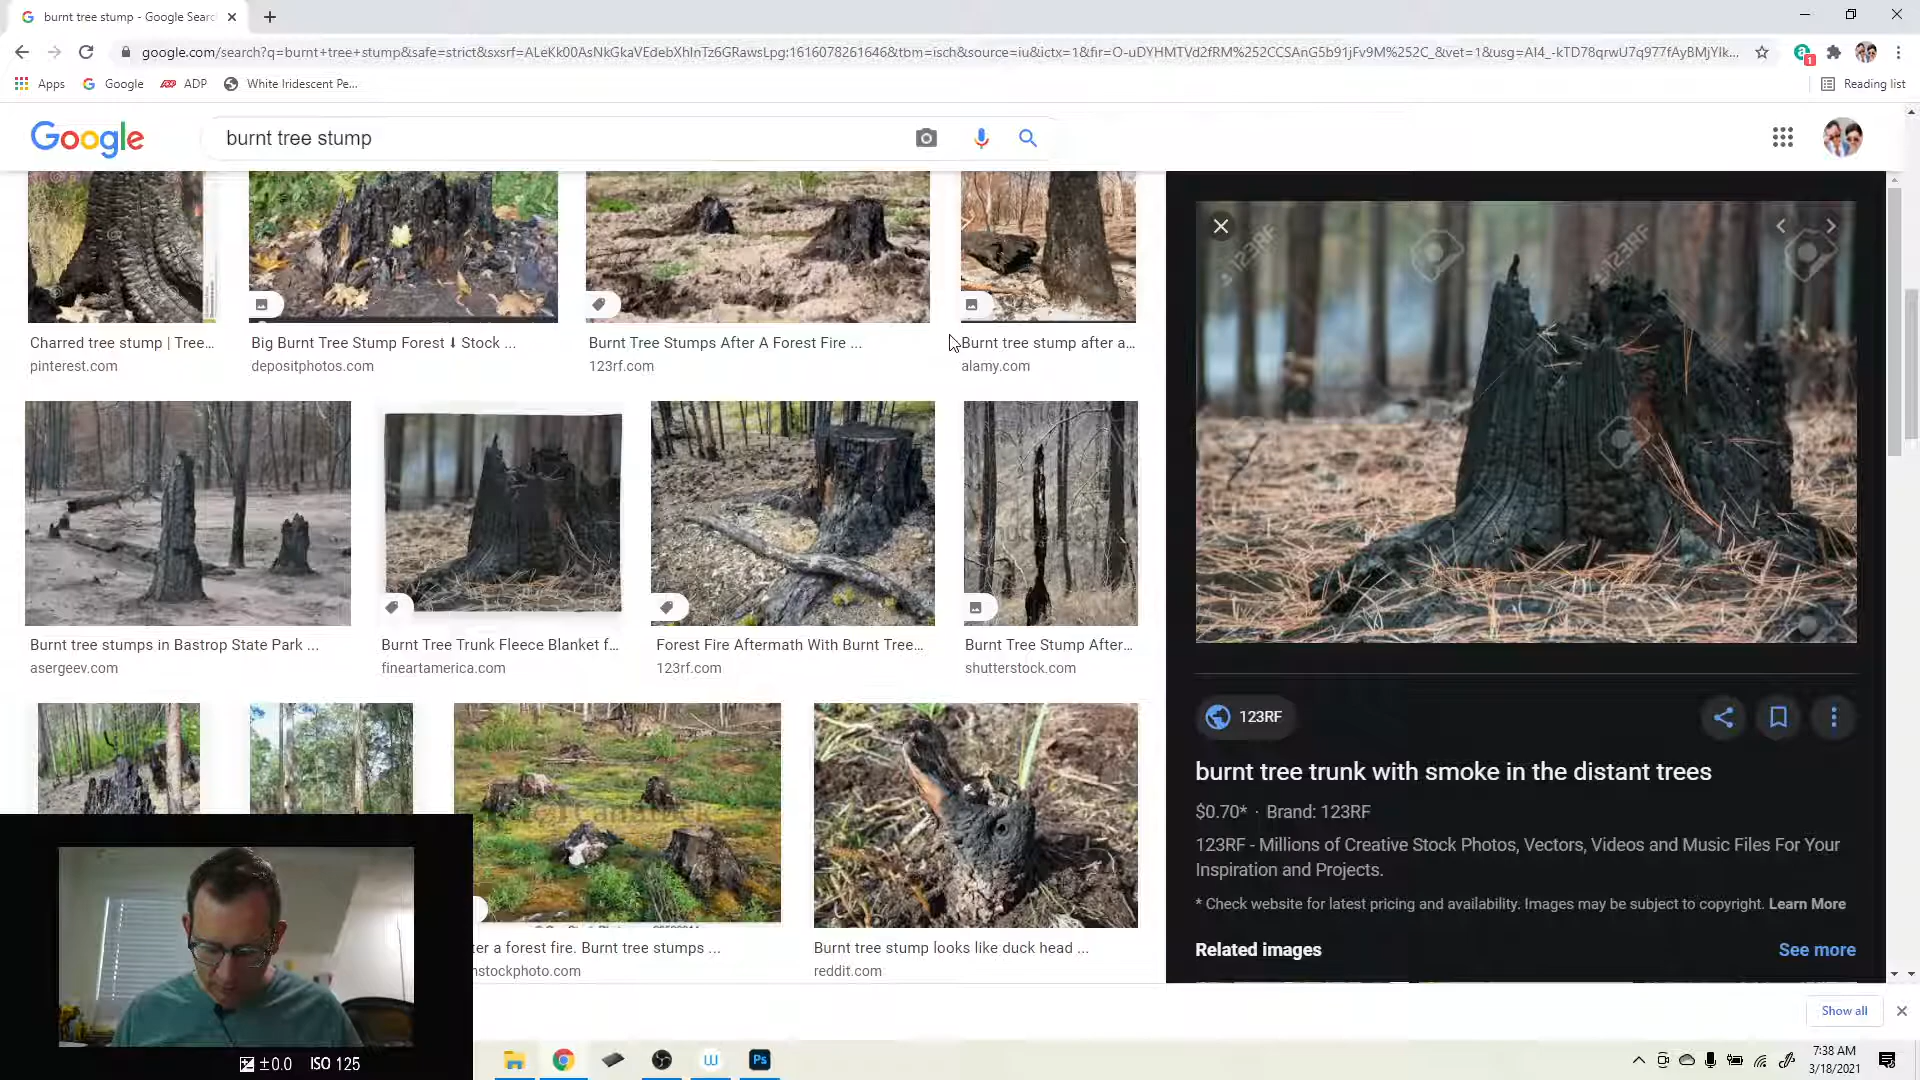 burnt tree stump - Google Searc
google.com/search?q=burnt+tree+stump&safe=strict&sxsrf=ALeKk00AsNkGkaVEdebXhInTz6GRawsLpg:1616078261646&tbm=isch&source=iu&ictx=1&fir=O-uDYHMTVd2fRM%252CCSAnG5b91jFv9M%252C_&vet=1&usg=AI4_-kTD78qrwU7q977fAyBMjYIk...
1
Apps Google ADP White Iridescent Pe... Reading list
Google burnt tree stump
123RF 123RF
Charred tree stump | Tree... Big Burnt Tree Stump Forest ⬇ Stock ... Burnt Tree Stumps After A Forest Fire ... Burnt tree stump after a...
pinterest.com depositphotos.com 123rf.com alamy.com
Burnt tree stumps in Bastrop State Park ... Burnt Tree Trunk Fleece Blanket f... Forest Fire Aftermath With Burnt Tree... Burnt Tree Stump After...
asergeev.com fineartamerica.com 123rf.com shutterstock.com
123RF
burnt tree trunk with smoke in the distant trees
$0.70* · Brand: 123RF
123RF - Millions of Creative Stock Photos, Vectors, Videos and Music Files For Your
Inspiration and Projects.
* Check website for latest pricing and availability. Images may be subject to copyright. Learn More
ter a forest fire. Burnt tree stumps ... Burnt tree stump looks like duck head ...
nstockphoto.com reddit.com
Related images See more
Show all
±0.0 ISO 125
Ps
7:38 AM
3/18/2021